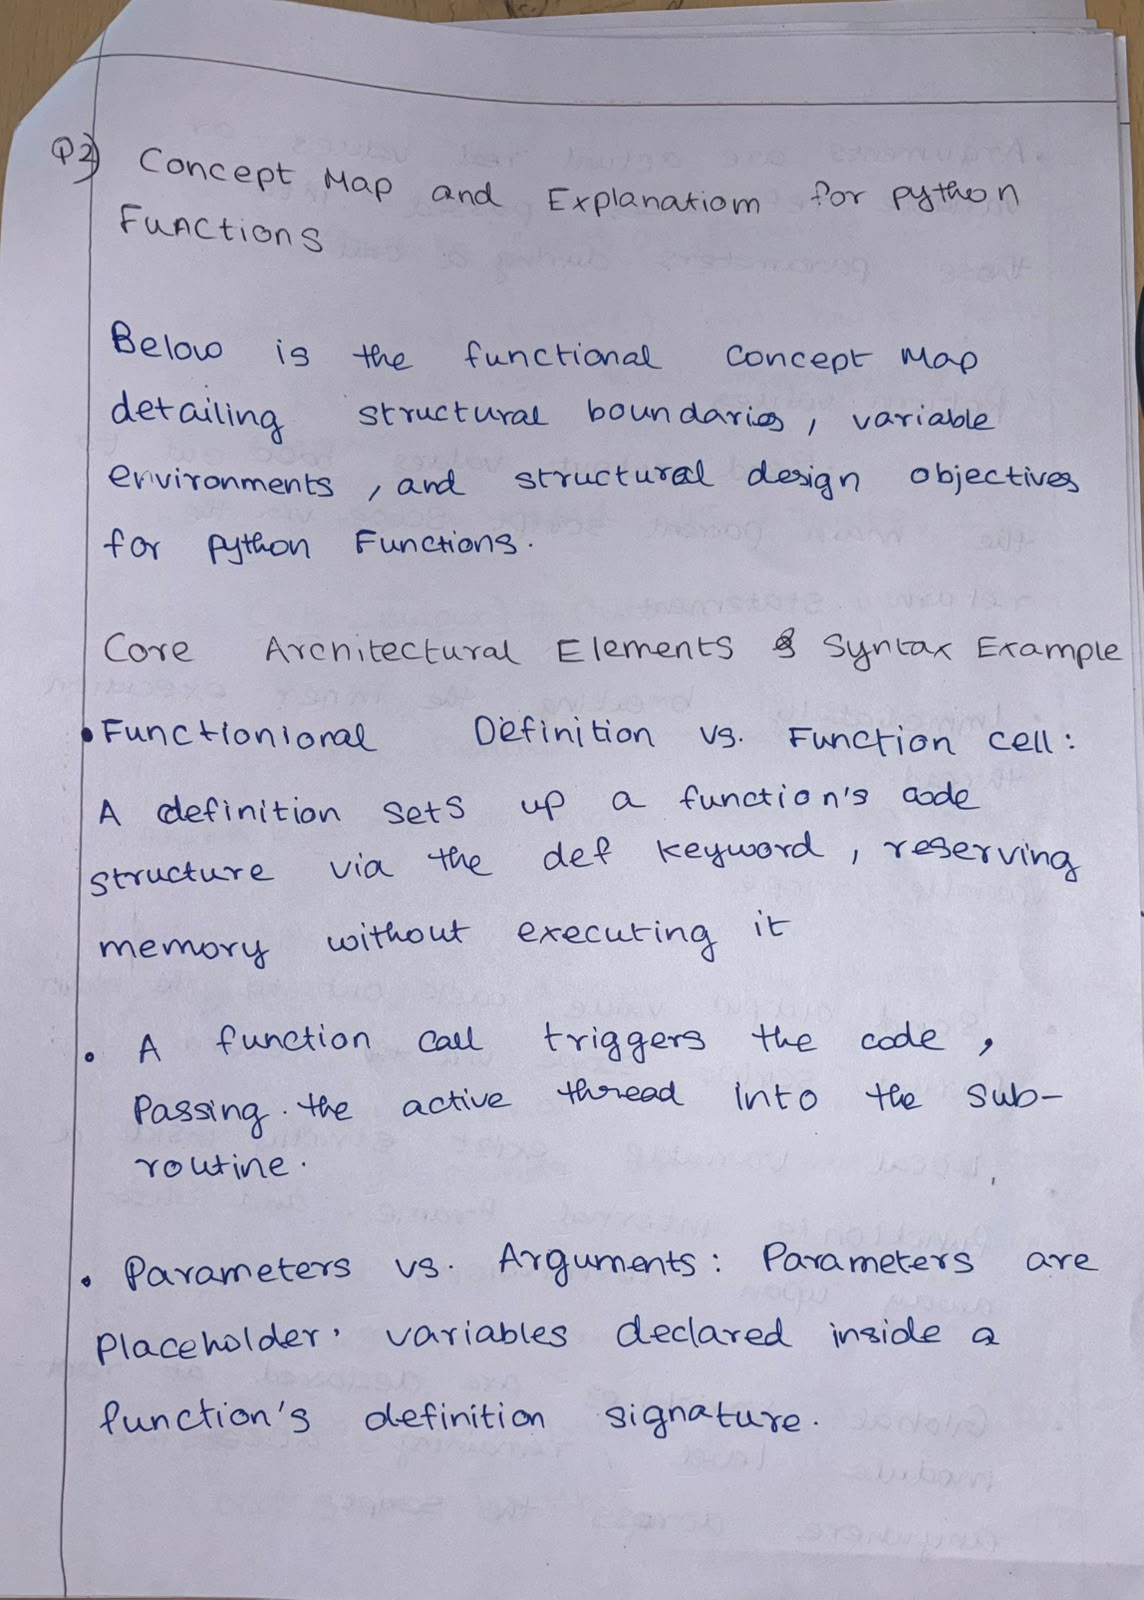 Q2) Concept Map and Explanatiom for python
Functions
Below is the functional concept Map
detailing structural boundaries, variable
environments, and structural design objectives
for python Functions.
Core Architectural Elements & Syntax Example
• Functionional Definition vs. Function cell:
A definition sets up a function's code
structure via the def keyword, reserving
memory without executing it
• A function call triggers the code,
Passing the active thread into the sub-
routine.
• Parameters vs. Arguments: Parameters are
placeholder variables declared inside a
function's definition signature.